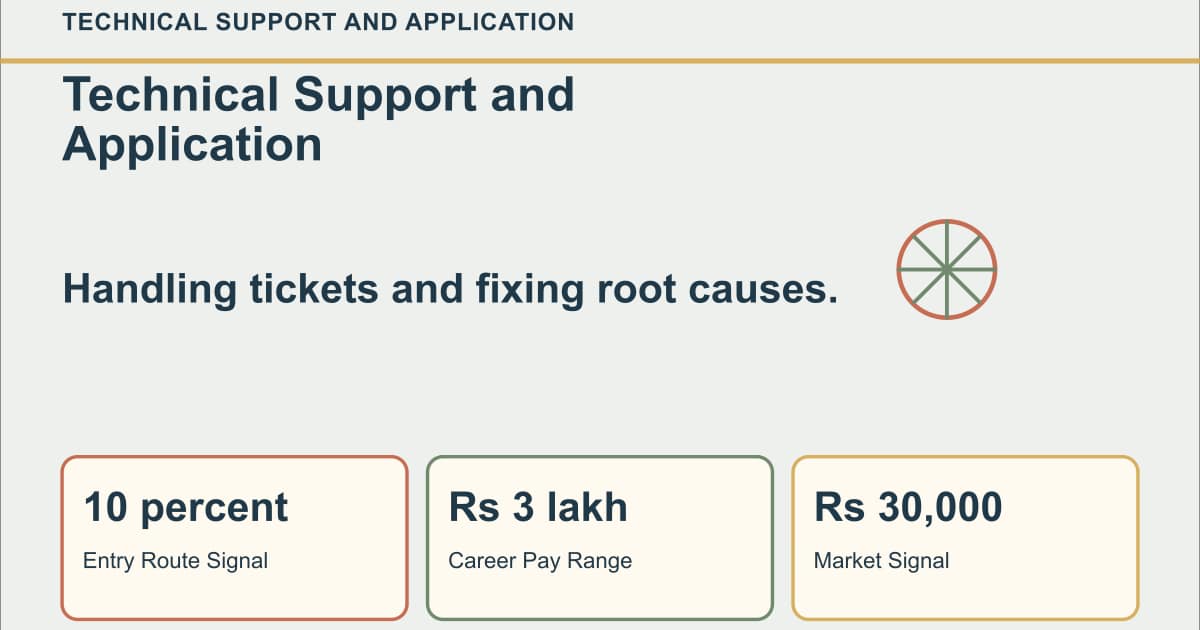 TECHNICAL SUPPORT AND APPLICATION
Technical Support and
Application
Handling tickets and fixing root causes.
10 percent
Entry Route Signal
Rs 3 lakh
Career Pay Range
Rs 30,000
Market Signal